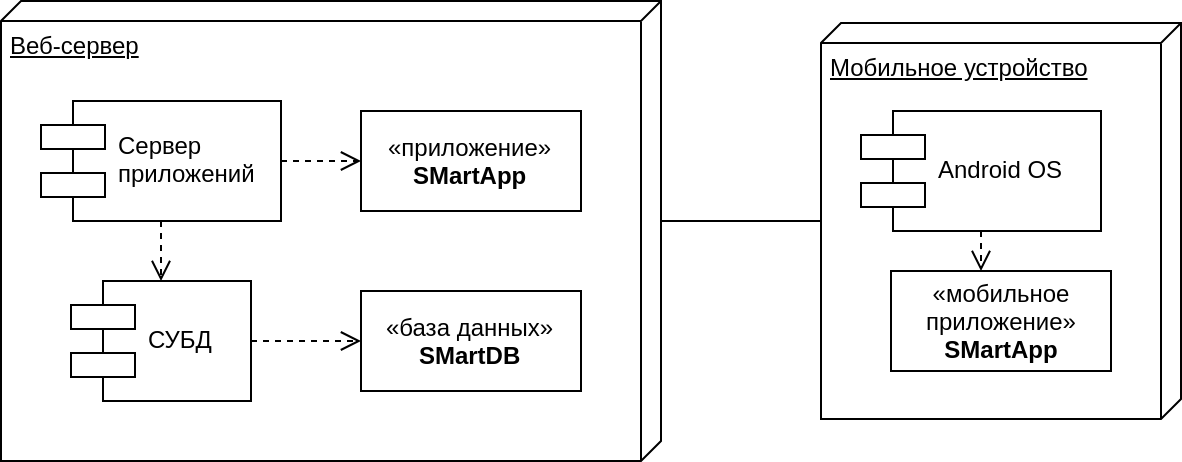 Веб-сервер
Сервер
приложений
«приложение»
SMartApp
СУБД
«база данных»
SMartDB
Мобильное устройство
Android OS
«мобильное
приложение»
SMartApp